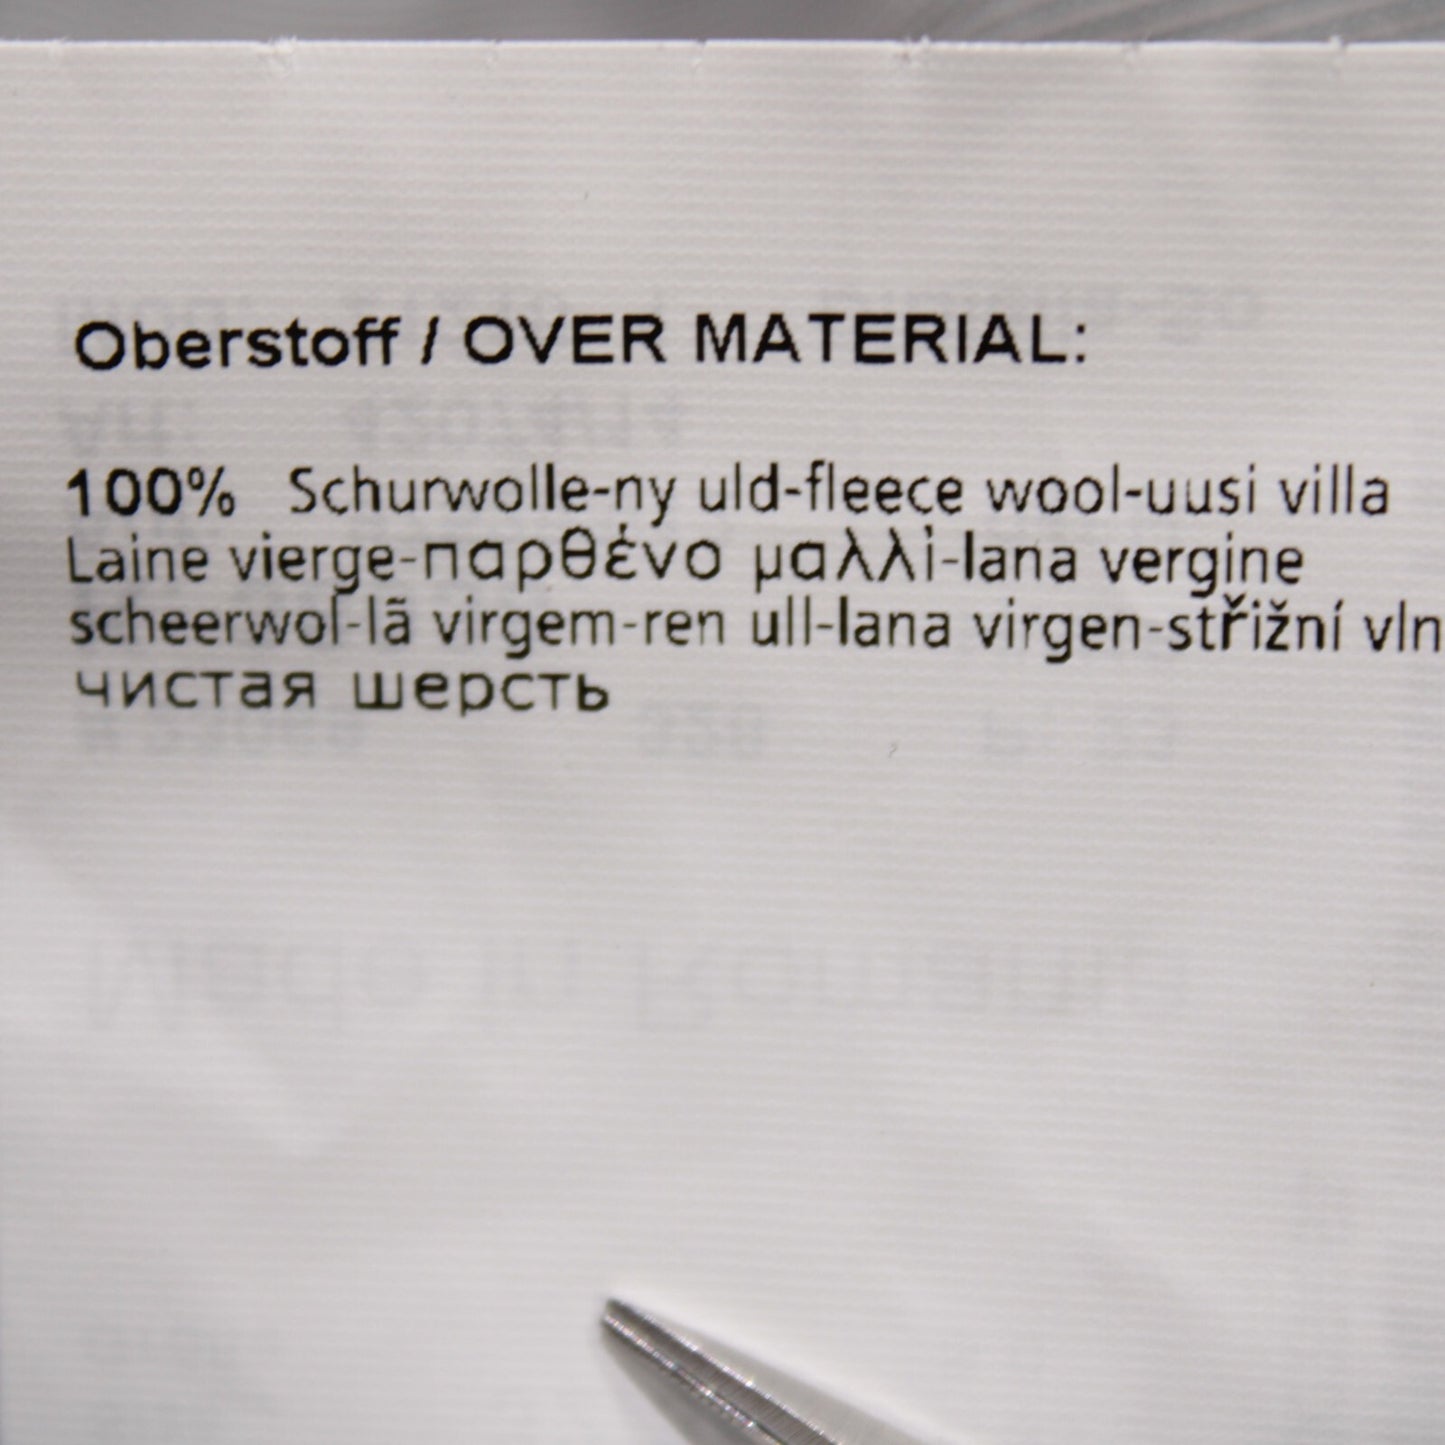 Oberstoff / OVER MATERIAL:
100% Schurwolle-ny uld-fleece wool-uusi villa
Laine vierge-παρθένο μαλλì-lana vergine
scheerwol-lã virgem-ren ull-lana virgen-střižní vln
чистая шерсть